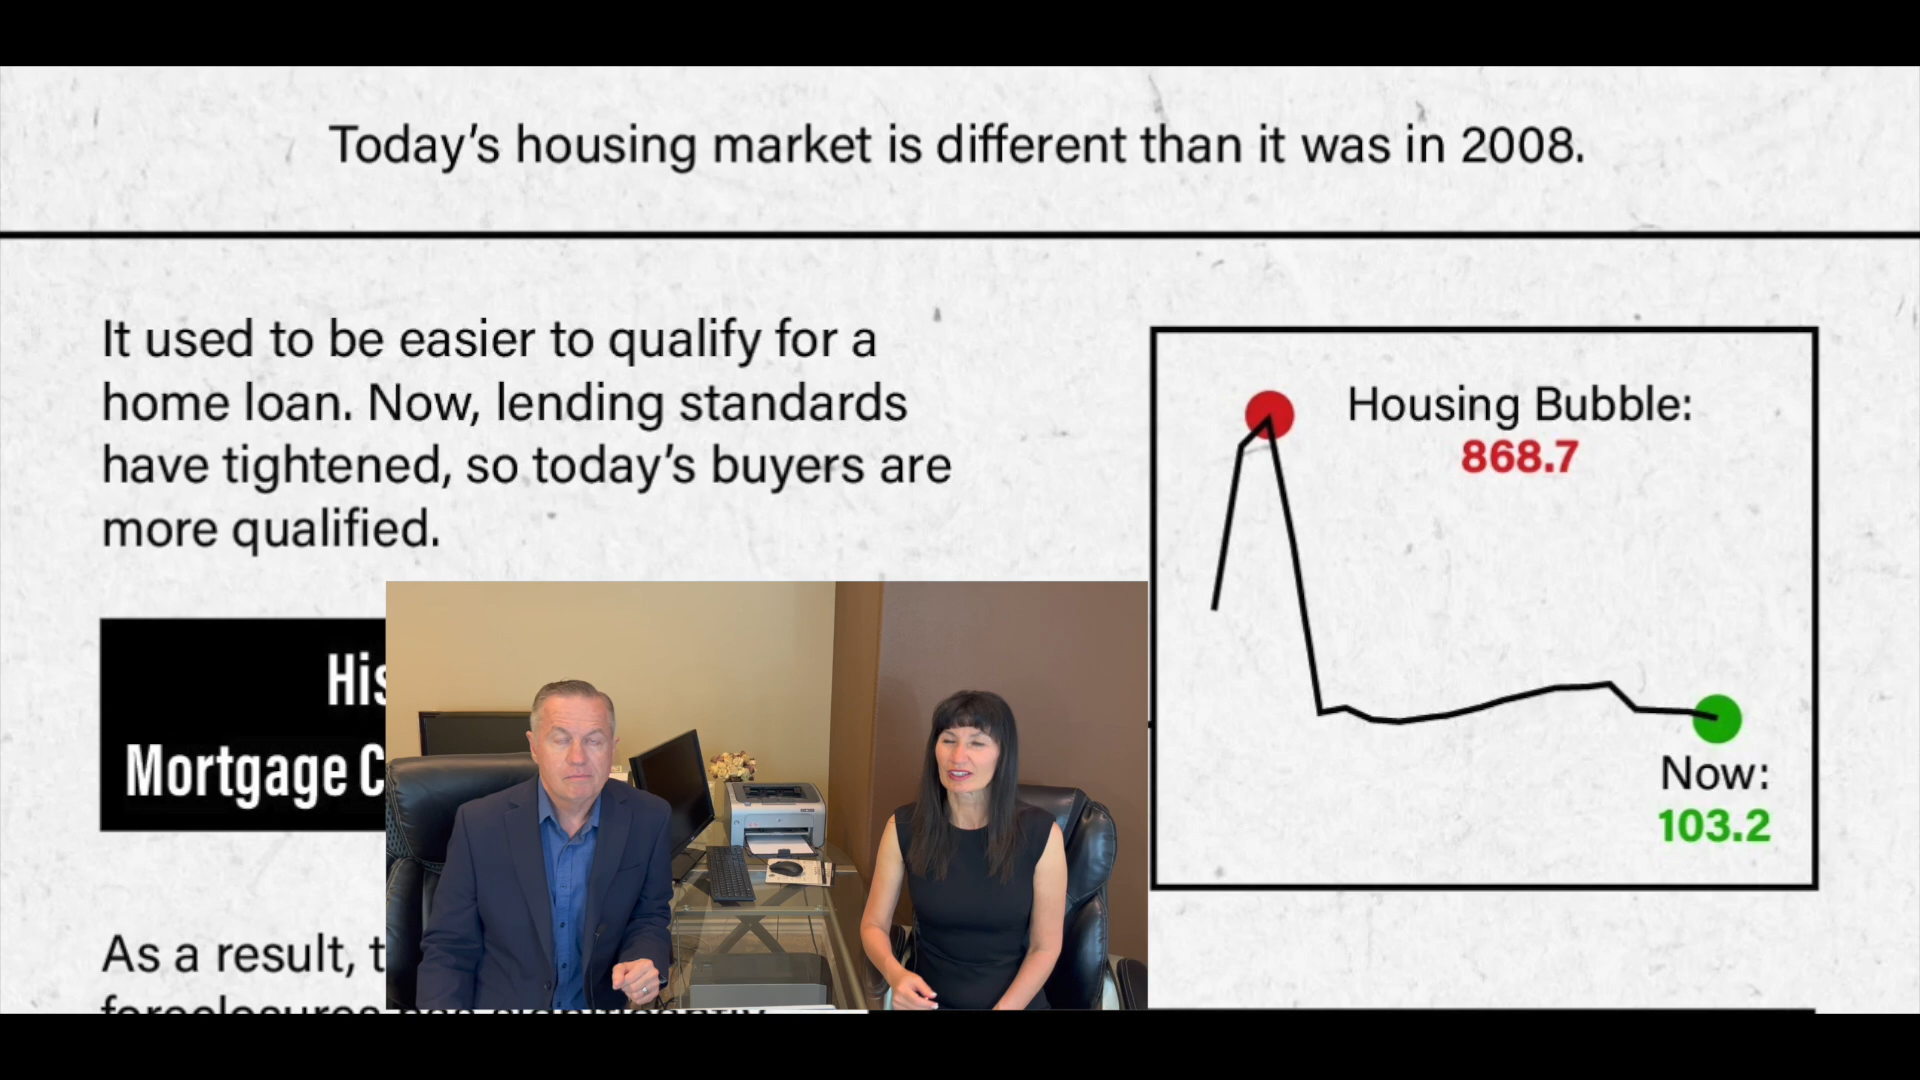 Today's housing market is different than it was in 2008.
It used to be easier to qualify for a
home loan. Now, lending standards
have tightened, so today's buyers are
more qualified.
Housing Bubble:
868.7
Now:
103.2
Mortgage
As a result,